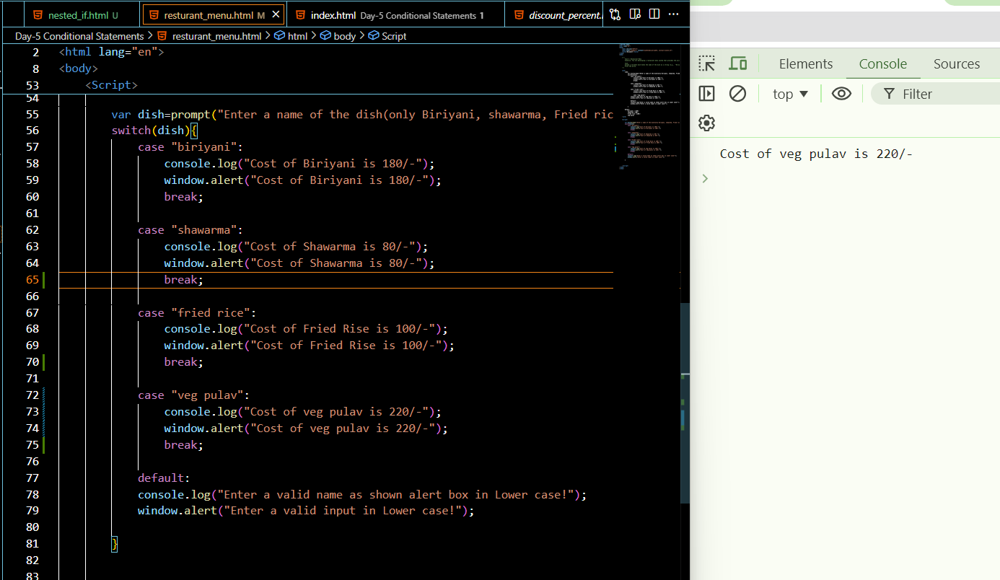 nested_if.html U
resturant_menu.html M
index.html Day-5 Conditional Statements 1
discount_percent.
Day-5 Conditional Statements > resturant_menu.html > html > body > Script
2 <html lang="en">
8 <body>
53 <Script>
54
55 var dish=prompt("Enter a name of the dish(only Biriyani, shawarma, Fried ric
56 switch(dish){
57 case "biriyani":
58 console.log("Cost of Biriyani is 180/-");
59 window.alert("Cost of Biriyani is 180/-");
60 break;
61
62 case "shawarma":
63 console.log("Cost of Shawarma is 80/-");
64 window.alert("Cost of Shawarma is 80/-");
65 break;
66
67 case "fried rice":
68 console.log("Cost of Fried Rise is 100/-");
69 window.alert("Cost of Fried Rise is 100/-");
70 break;
71
72 case "veg pulav":
73 console.log("Cost of veg pulav is 220/-");
74 window.alert("Cost of veg pulav is 220/-");
75 break;
76
77 default:
78 console.log("Enter a valid name as shown alert box in Lower case!");
79 window.alert("Enter a valid input in Lower case!");
80
81 }
82
83
Elements Console Sources
top Filter
Cost of veg pulav is 220/-
>